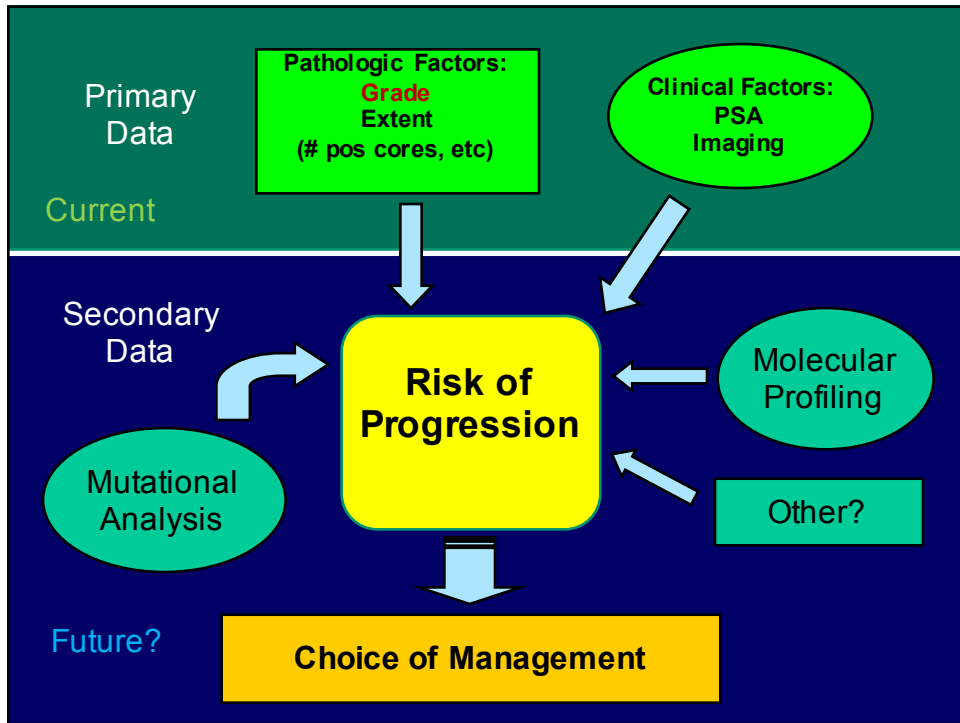 Primary
Data
Pathologic Factors:
Grade
Extent
(# pos cores, etc)
Clinical Factors:
PSA
Imaging
Current
Secondary
Data
Risk of
Progression
Molecular
Profiling
Mutational
Analysis
Other?
Future?
Choice of Management